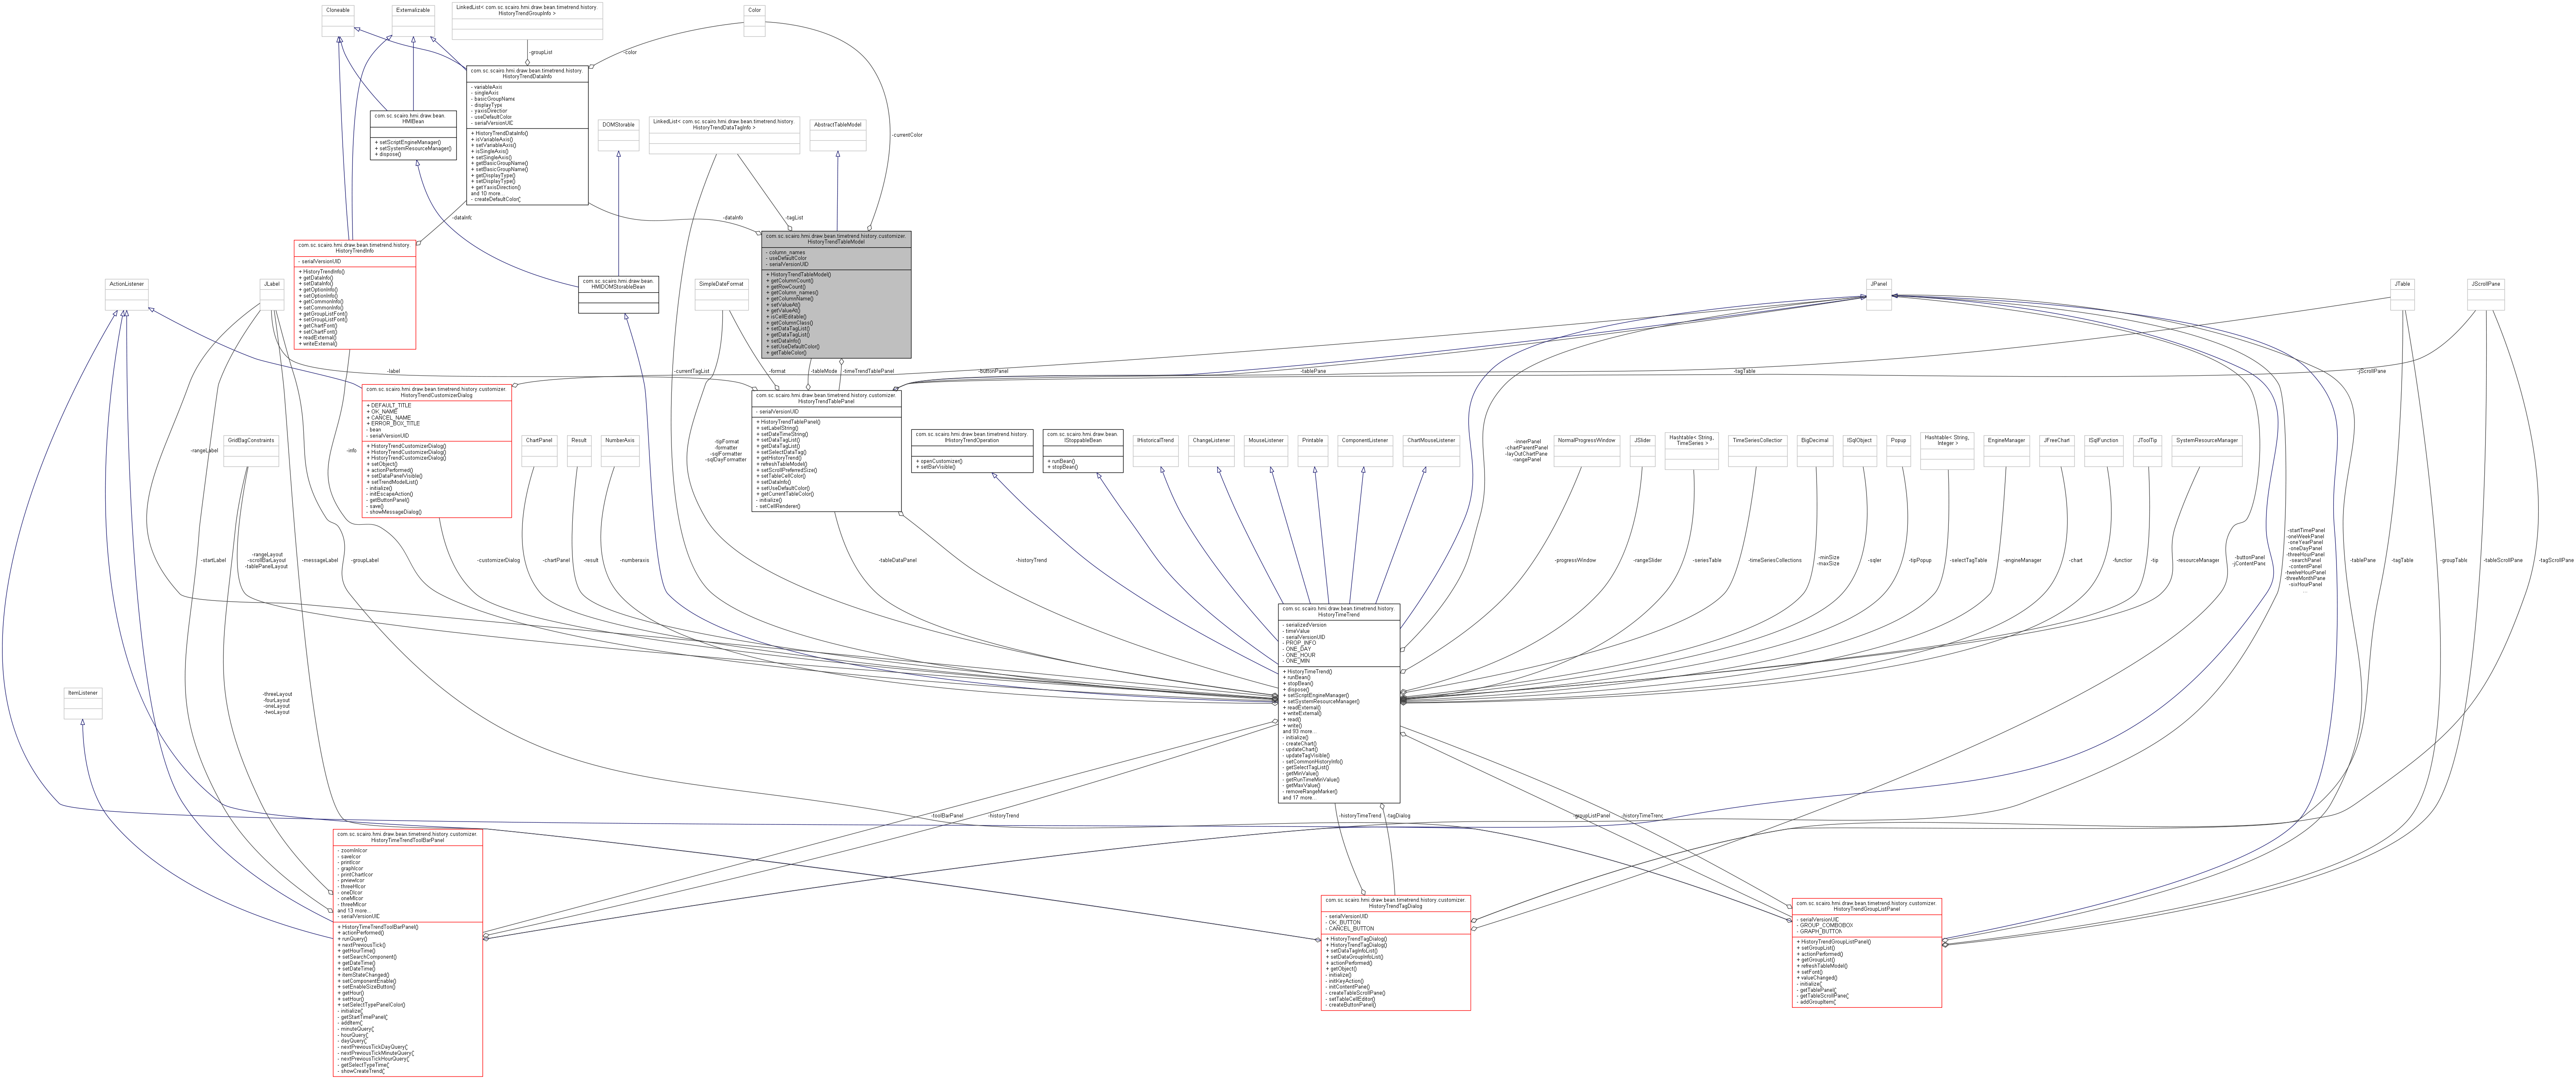 Cloneable
Externalizable
LinkedList< com.sc.scairo.hmi.draw.bean.timetrend.history.
HistoryTrendGroupInfo >
Color
-groupList
-color
com.sc.scairo.hmi.draw.bean.timetrend.history.
HistoryTrendDataInfo
- variableAxis
- singleAxis
- basicGroupName
- displayType
- yaxisDirection
- useDefaultColor
- serialVersionUID
+ HistoryTrendDataInfo()
+ isVariableAxis()
+ setVariableAxis()
+ isSingleAxis()
+ setSingleAxis()
+ getBasicGroupName()
+ setBasicGroupName()
+ getDisplayType()
+ setDisplayType()
+ getYaxisDirection()
and 10 more...
- createDefaultColor()
com.sc.scairo.hmi.draw.bean.
HMIBean
+ setScriptEngineManager()
+ setSystemResourceManager()
+ dispose()
DOMStorable
LinkedList< com.sc.scairo.hmi.draw.bean.timetrend.history.
HistoryTrendDataTagInfo >
AbstractTableModel
-currentColor
-dataInfo
-dataInfo
-tagList
com.sc.scairo.hmi.draw.bean.timetrend.history.customizer.
HistoryTrendTableModel
- column_names
- useDefaultColor
- serialVersionUID
+ HistoryTrendTableModel()
+ getColumnCount()
+ getRowCount()
+ getColumn_names()
+ getColumnName()
+ setValueAt()
+ getValueAt()
+ isCellEditable()
+ getColumnClass()
+ setDataTagList()
+ getDataTagList()
+ setDataInfo()
+ setUseDefaultColor()
+ getTableColor()
com.sc.scairo.hmi.draw.bean.timetrend.history.
HistoryTrendInfo
- serialVersionUID
+ HistoryTrendInfo()
+ getDataInfo()
+ setDataInfo()
+ getOptionInfo()
+ setOptionInfo()
+ getCommonInfo()
+ setCommonInfo()
+ getGroupListFont()
+ setGroupListFont()
+ getChartFont()
+ setChartFont()
+ readExternal()
+ writeExternal()
ActionListener
JLabel
com.sc.scairo.hmi.draw.bean.
HMIDOMStorableBean
SimpleDateFormat
JPanel
JTable
JScrollPane
-label
-currentTagList
-format
-tableModel
-timeTrendTablePanel
-buttonPanel
-tablePane
-tagTable
-jScrollPane
com.sc.scairo.hmi.draw.bean.timetrend.history.customizer.
HistoryTrendCustomizerDialog
+ DEFAULT_TITLE
+ OK_NAME
+ CANCEL_NAME
+ ERROR_BOX_TITLE
- bean
- serialVersionUID
+ HistoryTrendCustomizerDialog()
+ HistoryTrendCustomizerDialog()
+ HistoryTrendCustomizerDialog()
+ setObject()
+ actionPerformed()
+ setDataPanelVisible()
+ setTrendModelList()
- initialize()
- initEscapeAction()
- getButtonPanel()
- save()
- showMessageDialog()
com.sc.scairo.hmi.draw.bean.timetrend.history.customizer.
HistoryTrendTablePanel
- serialVersionUID
+ HistoryTrendTablePanel()
+ setLabelString()
+ setDateTimeString()
+ setDataTagList()
+ getDataTagList()
+ setSelectDataTag()
+ getHistoryTrend()
+ refreshTableModel()
+ setScrollPreferredSize()
+ setTableCellColor()
+ setDataInfo()
+ setUseDefaultColor()
+ getCurrentTableColor()
- initialize()
- setCellRenderer()
-rangeLabel
GridBagConstraints
-info
ChartPanel
Result
NumberAxis
-tipFormat
-formatter
-sqlFormatter
-sqlDayFormatter
com.sc.scairo.hmi.draw.bean.timetrend.history.
IHistoryTrendOperation
+ openCustomizer()
+ setBarVisible()
com.sc.scairo.hmi.draw.bean.
IStoppableBean
+ runBean()
+ stopBean()
IHistoricalTrend
ChangeListener
MouseListener
Printable
ComponentListener
ChartMouseListener
-innerPanel
-chartParentPanel
-layOutChartPane
-rangePanel
NormalProgressWindow
JSlider
Hashtable< String,
TimeSeries >
TimeSeriesCollection
BigDecimal
ISqlObject
Popup
Hashtable< String,
Integer >
EngineManager
JFreeChart
ISqlFunction
JToolTip
SystemResourceManager
-startLabel
-rangeLayout
-scrollBarLayout
-tablePanelLayout
-messageLabel
-groupLabel
-customizerDialog
-chartPanel
-result
-numberaxis
-tableDataPanel
-historyTrend
-progressWindow
-rangeSlider
-seriesTable
-timeSeriesCollections
-minSize
-maxSize
-sqler
-tipPopup
-selectTagTable
-engineManager
-chart
-function
-tip
-resourceManager
-buttonPanel
-jContentPane
-startTimePanel
-oneWeekPanel
-oneYearPanel
-oneDayPanel
-threeHourPanel
-searchPanel
-contentPanel
-twelveHourPanel
-threeMonthPane
-sixHourPanel
...
-tablePane
-tagTable
-groupTable
-tableScrollPane
-tagScrollPane
com.sc.scairo.hmi.draw.bean.timetrend.history.
HistoryTimeTrend
- serializedVersion
- timeValue
- serialVersionUID
- PROP_INFO
- ONE_DAY
- ONE_HOUR
- ONE_MIN
+ HistoryTimeTrend()
+ runBean()
+ stopBean()
+ dispose()
+ setScriptEngineManager()
+ setSystemResourceManager()
+ readExternal()
+ writeExternal()
+ read()
+ write()
and 93 more...
- initialize()
- createChart()
- updateChart()
- updateTagVisible()
- setCommonHistoryInfo()
- getSelectTagList()
- getMinValue()
- getRunTimeMinValue()
- getMaxValue()
- removeRangeMarker()
and 17 more...
ItemListener
-threeLayout
-fourLayout
-oneLayout
-twoLayout
-toolBarPanel
-historyTrend
-historyTimeTrend
-tagDialog
-groupListPanel
-historyTimeTrend
com.sc.scairo.hmi.draw.bean.timetrend.history.customizer.
HistoryTimeTrendToolBarPanel
- zoomInIcon
- saveIcon
- printIcon
- graphIcon
- printChartIcon
- previewIcon
- threeHIcon
- oneDIcon
- oneMIcon
- threeMIcon
and 13 more...
- serialVersionUID
+ HistoryTimeTrendToolBarPanel()
+ actionPerformed()
+ runQuery()
+ nextPreviousTick()
+ getHourTime()
+ setSearchComponent()
+ getDateTime()
+ setDateTime()
+ itemStateChanged()
+ setComponentEnable()
+ setEnableSizeButton()
+ getHour()
+ setHour()
+ setSelectTypePanelColor()
- initialize()
- getStartTimePanel()
- addItem()
- minuteQuery()
- hourQuery()
- dayQuery()
- nextPreviousTickDayQuery()
- nextPreviousTickMinuteQuery()
- nextPreviousTickHourQuery()
- getSelectTypeTime()
- showCreateTrend()
com.sc.scairo.hmi.draw.bean.timetrend.history.customizer.
HistoryTrendTagDialog
- serialVersionUID
- OK_BUTTON
- CANCEL_BUTTON
+ HistoryTrendTagDialog()
+ HistoryTrendTagDialog()
+ setDataTagInfoList()
+ setDataGroupInfoList()
+ actionPerformed()
+ getObject()
- initialize()
- initKeyAction()
- initContentPane()
- createTableScrollPane()
- setTableCellEditor()
- createButtonPanel()
com.sc.scairo.hmi.draw.bean.timetrend.history.customizer.
HistoryTrendGroupListPanel
- serialVersionUID
- GROUP_COMBOBOX
- GRAPH_BUTTON
+ HistoryTrendGroupListPanel()
+ setGroupList()
+ actionPerformed()
+ getGroupList()
+ refreshTableModel()
+ setFont()
+ valueChanged()
- initialize()
- getTablePanel()
- getTableScrollPane()
- addGroupItem()